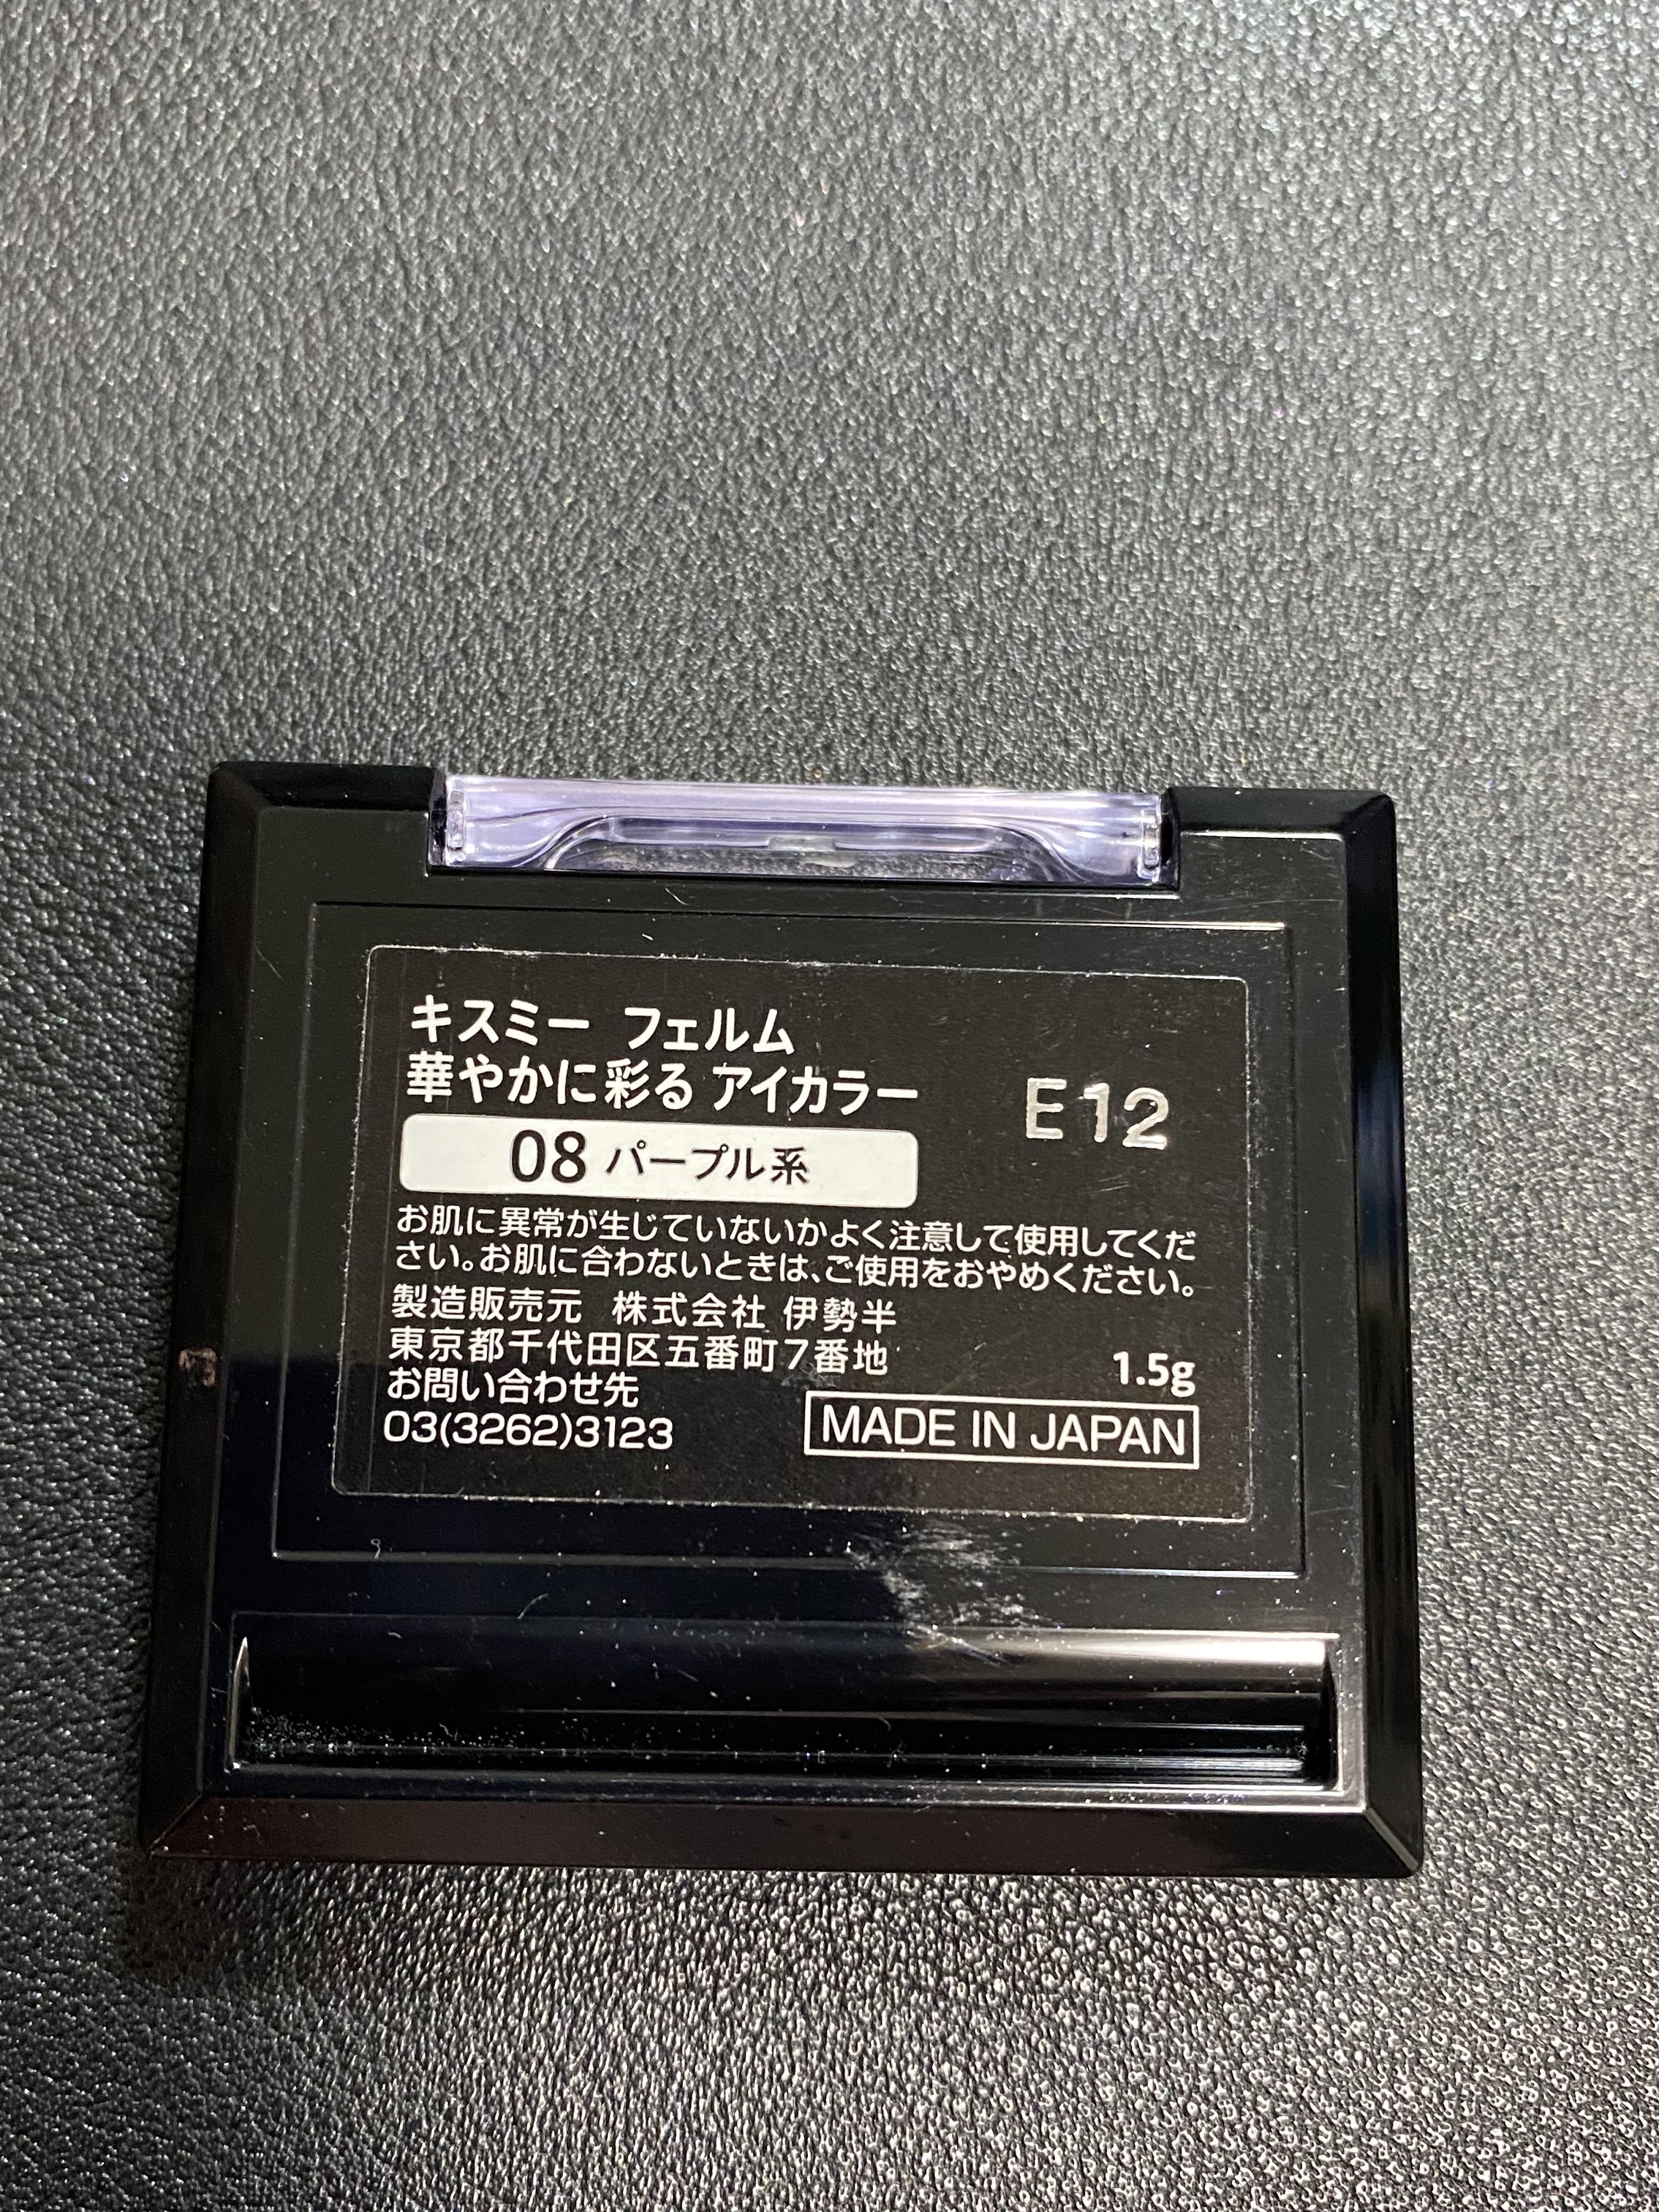 キスミー フェルム
華やかに彩る アイカラー
E12
08 パープル系
お肌に異常が生じていないかよく注意して使用してくだ
さい。お肌に合わないときは、ご使用をおやめください。
製造販売元 株式会社 伊勢半
東京都千代田区五番町7番地
1.5g
お問い合わせ先
03(3262)3123
MADE IN JAPAN